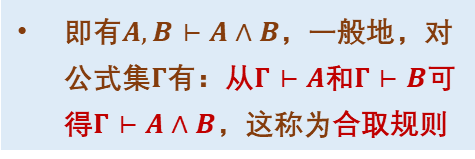 • 即有A, B ⊢ A ∧ B，一般地，对
公式集Γ有：从Γ ⊢ A和Γ ⊢ B可
得Γ ⊢ A ∧ B，这称为合取规则